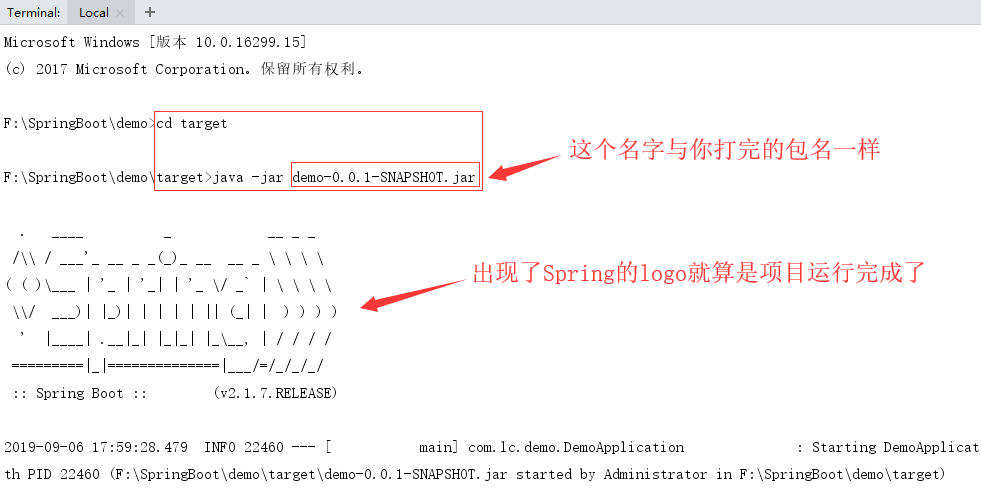 Terminal: Local × +
Microsoft Windows [版本 10.0.16299.15]
(c) 2017 Microsoft Corporation。保留所有权利。
F:\SpringBoot\demo>cd target
这个名字与你打完的包名一样
F:\SpringBoot\demo\target>java -jar demo-0.0.1-SNAPSHOT.jar
  .   ____          _            __ _ _
 /\\ / ___'_ __ _ _(_)_ __  __ _ \ \ \ \
出现了Spring的logo就算是项目运行完成了
( ( )\___ | '_ | '_| | '_ \/ _` | \ \ \ \
 \\/  ___)| |_)| | | | | || (_| |  ) ) ) )
  '  |____| .__|_| |_|_| |_\__, | / / / /
 =========|_|==============|___/=/_/_/_/
 :: Spring Boot ::        (v2.1.7.RELEASE)
2019-09-06 17:59:28.479  INFO 22460 --- [           main] com.lc.demo.DemoApplication              : Starting DemoApplicat
th PID 22460 (F:\SpringBoot\demo\target\demo-0.0.1-SNAPSHOT.jar started by Administrator in F:\SpringBoot\demo\target)